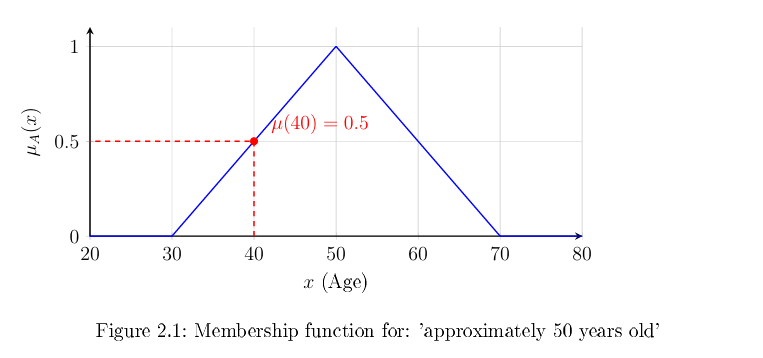 1
μ(40) = 0.5
μ_A(x)
0.5
0
20 30 40 50 60 70 80
x (Age)
Figure 2.1: Membership function for: 'approximately 50 years old'